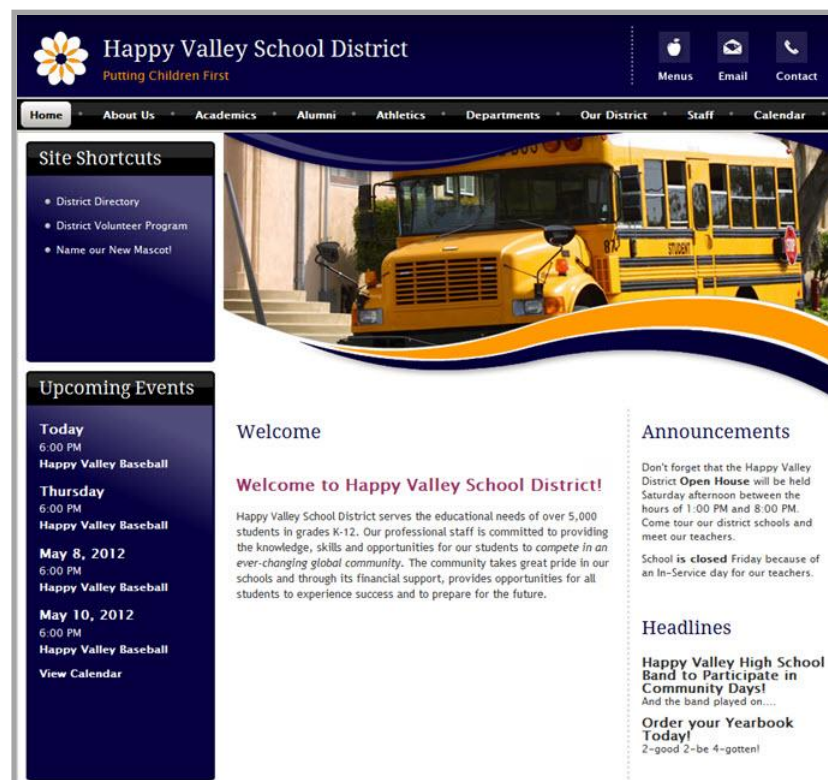 Happy Valley School District
Putting Children First
Menus
Email
Contact
Home
About Us
Academics
Alumni
Athletics
Departments
Our District
Staff
Calendar
Site Shortcuts
District Directory
District Volunteer Program
Name our New Mascot!
87
STUDENT
STOP
Upcoming Events
Today
6:00 PM
Happy Valley Baseball
Thursday
6:00 PM
Happy Valley Baseball
May 8, 2012
6:00 PM
Happy Valley Baseball
May 10, 2012
6:00 PM
Happy Valley Baseball
View Calendar
Welcome
Welcome to Happy Valley School District!
Happy Valley School District serves the educational needs of over 5,000
students in grades K-12. Our professional staff is committed to providing
the knowledge, skills and opportunities for our students to compete in an
ever-changing global community. The community takes great pride in our
schools and through its financial support, provides opportunities for all
students to experience success and to prepare for the future.
Announcements
Don't forget that the Happy Valley
District Open House will be held
Saturday afternoon between the
hours of 1:00 PM and 8:00 PM.
Come tour our district schools and
meet our teachers.
School is closed Friday because of
an In-Service day for our teachers.
Headlines
Happy Valley High School
Band to Participate in
Community Days!
And the band played on....
Order your Yearbook
Today!
2-good 2-be 4-gotten!